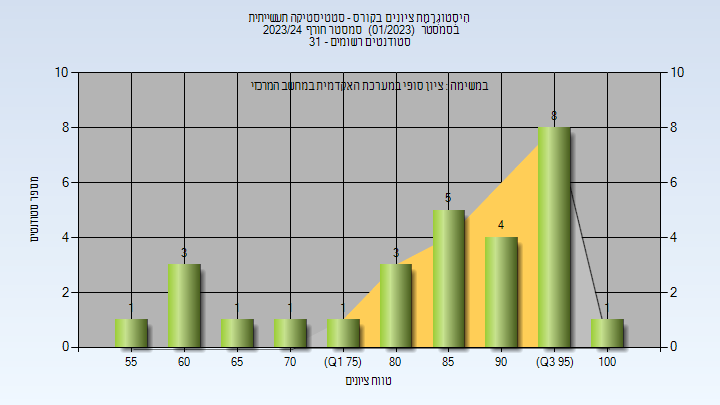 היסטוגרמת ציונים בקורס - סטטיסטיקה תעשייתית
בסמסטר (01/2023) סמסטר חורף 2023/24
סטודנטים רשומים - 31
במשימה : ציון סופי במערכת האקדמית במחשב המרכזי
10 10
8 8
6 6
4 4
2 2
0 0
1 3 1 1 1 3 5 4 8 1
מספר סטודנטים
55 60 65 70 (Q1 75) 80 85 90 (Q3 95) 100
טווח ציונים